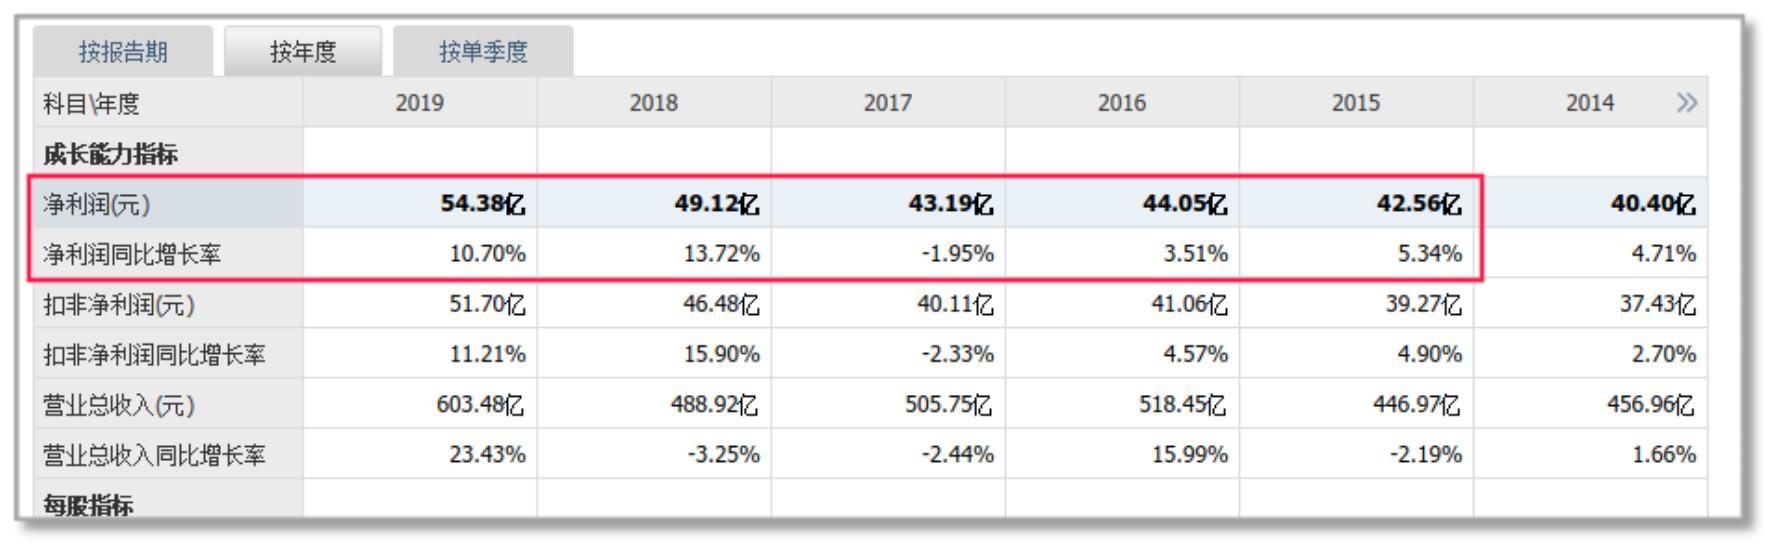 按报告期 按年度 按单季度
科目\年度 2019 2018 2017 2016 2015 2014 »
成长能力指标
净利润(元) 54.38亿 49.12亿 43.19亿 44.05亿 42.56亿 40.40亿
净利润同比增长率 10.70% 13.72% -1.95% 3.51% 5.34% 4.71%
扣非净利润(元) 51.70亿 46.48亿 40.11亿 41.06亿 39.27亿 37.43亿
扣非净利润同比增长率 11.21% 15.90% -2.33% 4.57% 4.90% 2.70%
营业总收入(元) 603.48亿 488.92亿 505.75亿 518.45亿 446.97亿 456.96亿
营业总收入同比增长率 23.43% -3.25% -2.44% 15.99% -2.19% 1.66%
每股指标